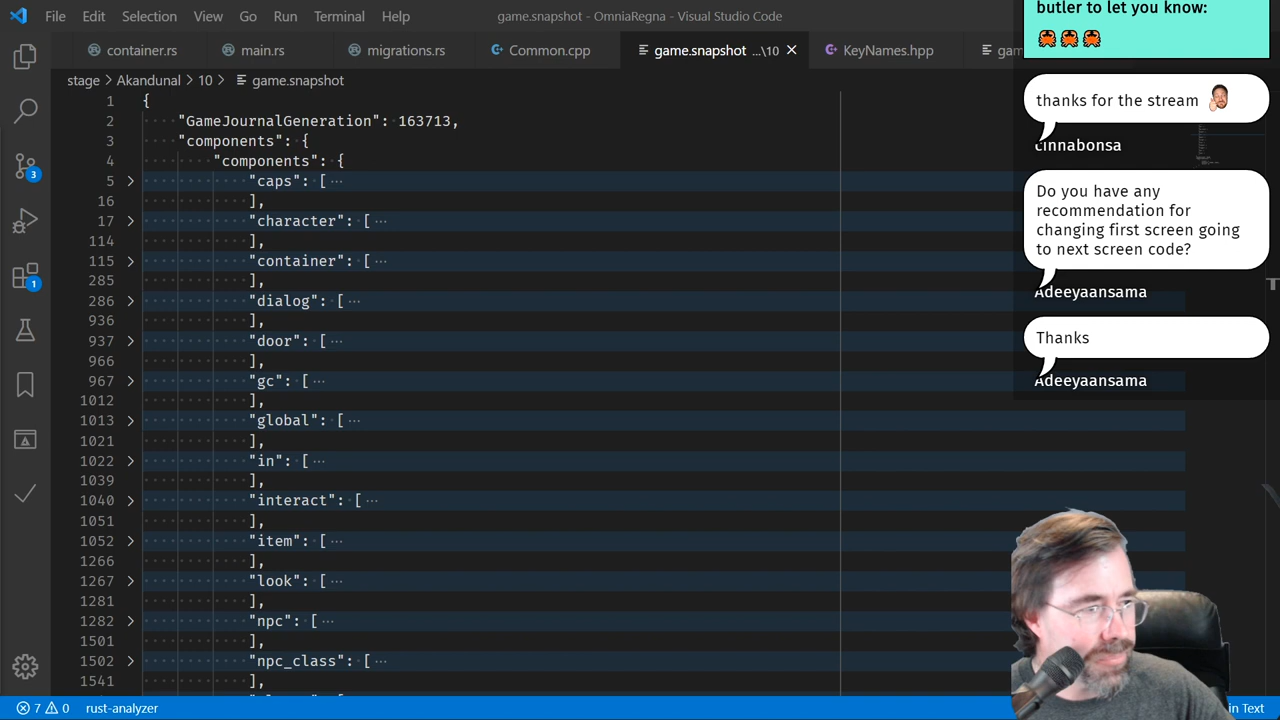 File Edit Selection View Go Run Terminal Help
game.snapshot - OmniaRegna - Visual Studio Code
container.rs main.rs migrations.rs Common.cpp game.snapshot ...\10 KeyNames.hpp
stage > Akandunal > 10 > game.snapshot
1 {
2 "GameJournalGeneration": 163713,
3 "components": {
4 "components": {
5 "caps": [ ...
16 ],
17 "character": [ ...
114 ],
115 "container": [ ...
285 ],
286 "dialog": [ ...
936 ],
937 "door": [ ...
966 ],
967 "gc": [ ...
1012 ],
1013 "global": [ ...
1021 ],
1022 "in": [ ...
1039 ],
1040 "interact": [ ...
1051 ],
1052 "item": [ ...
1266 ],
1267 "look": [ ...
1281 ],
1282 "npc": [ ...
1501 ],
1502 "npc_class": [ ...
1541 ],
butler to let you know:
thanks for the stream
cinnabonsa
Do you have any
recommendation for
changing first screen going
to next screen code?
Adeeyaansama
Thanks
Adeeyaansama
3
1
7 0 rust-analyzer
in Text